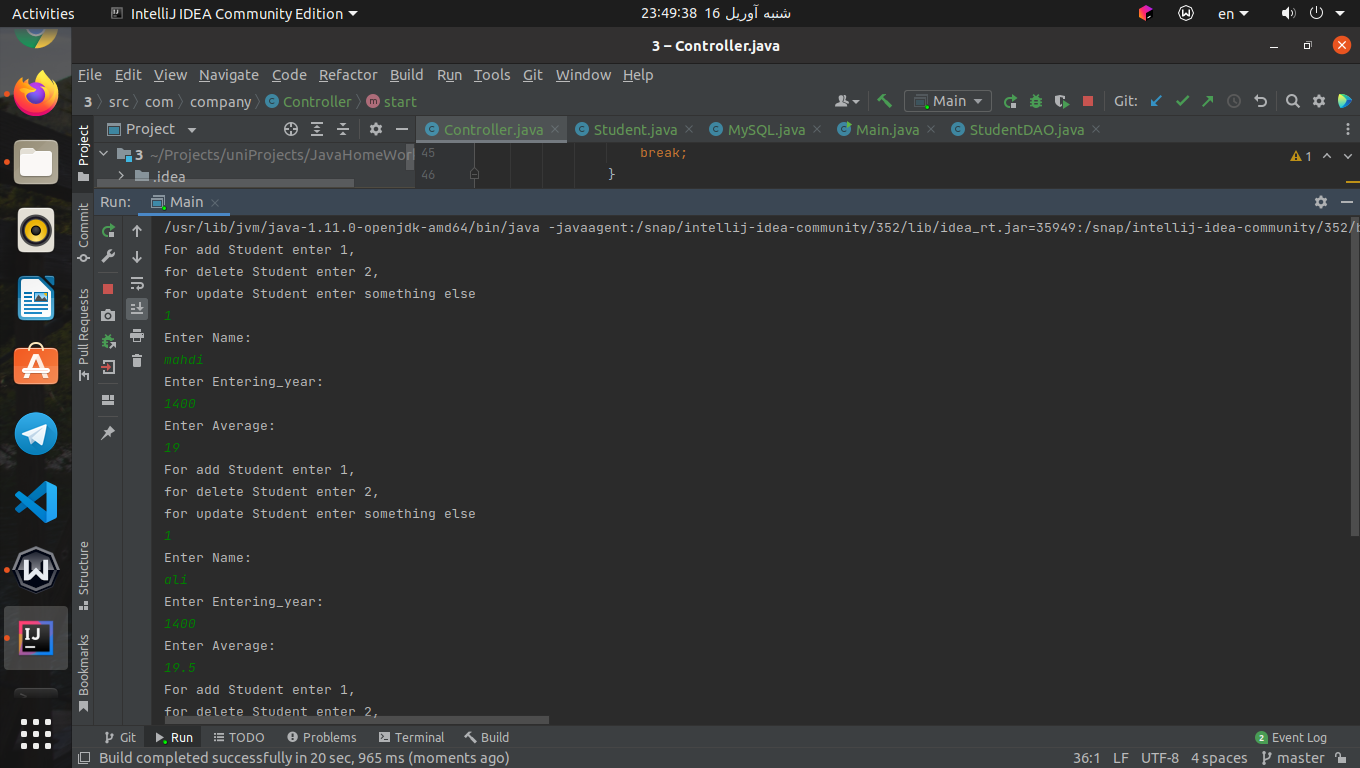 Activities IntelliJ IDEA Community Edition 23:49:38 16 شنبه آوریل en
3 – Controller.java
File Edit View Navigate Code Refactor Build Run Tools Git Window Help
3 src com company Controller start Main Git:
Project Controller.java Student.java MySQL.java Main.java StudentDAO.java
3 ~/Projects/uniProjects/JavaHomeWor 45 break; 1
.idea 46 }
Run: Main
/usr/lib/jvm/java-1.11.0-openjdk-amd64/bin/java -javaagent:/snap/intellij-idea-community/352/lib/idea_rt.jar=35949:/snap/intellij-idea-community/352/b
For add Student enter 1,
for delete Student enter 2,
for update Student enter something else
1
Enter Name:
mahdi
Enter Entering_year:
1400
Enter Average:
19
For add Student enter 1,
for delete Student enter 2,
for update Student enter something else
1
Enter Name:
ali
Enter Entering_year:
1400
Enter Average:
19.5
For add Student enter 1,
for delete Student enter 2,
Project
Commit
Pull Requests
Structure
Bookmarks
Git Run TODO Problems Terminal Build 2 Event Log
Build completed successfully in 20 sec, 965 ms (moments ago) 36:1 LF UTF-8 4 spaces master